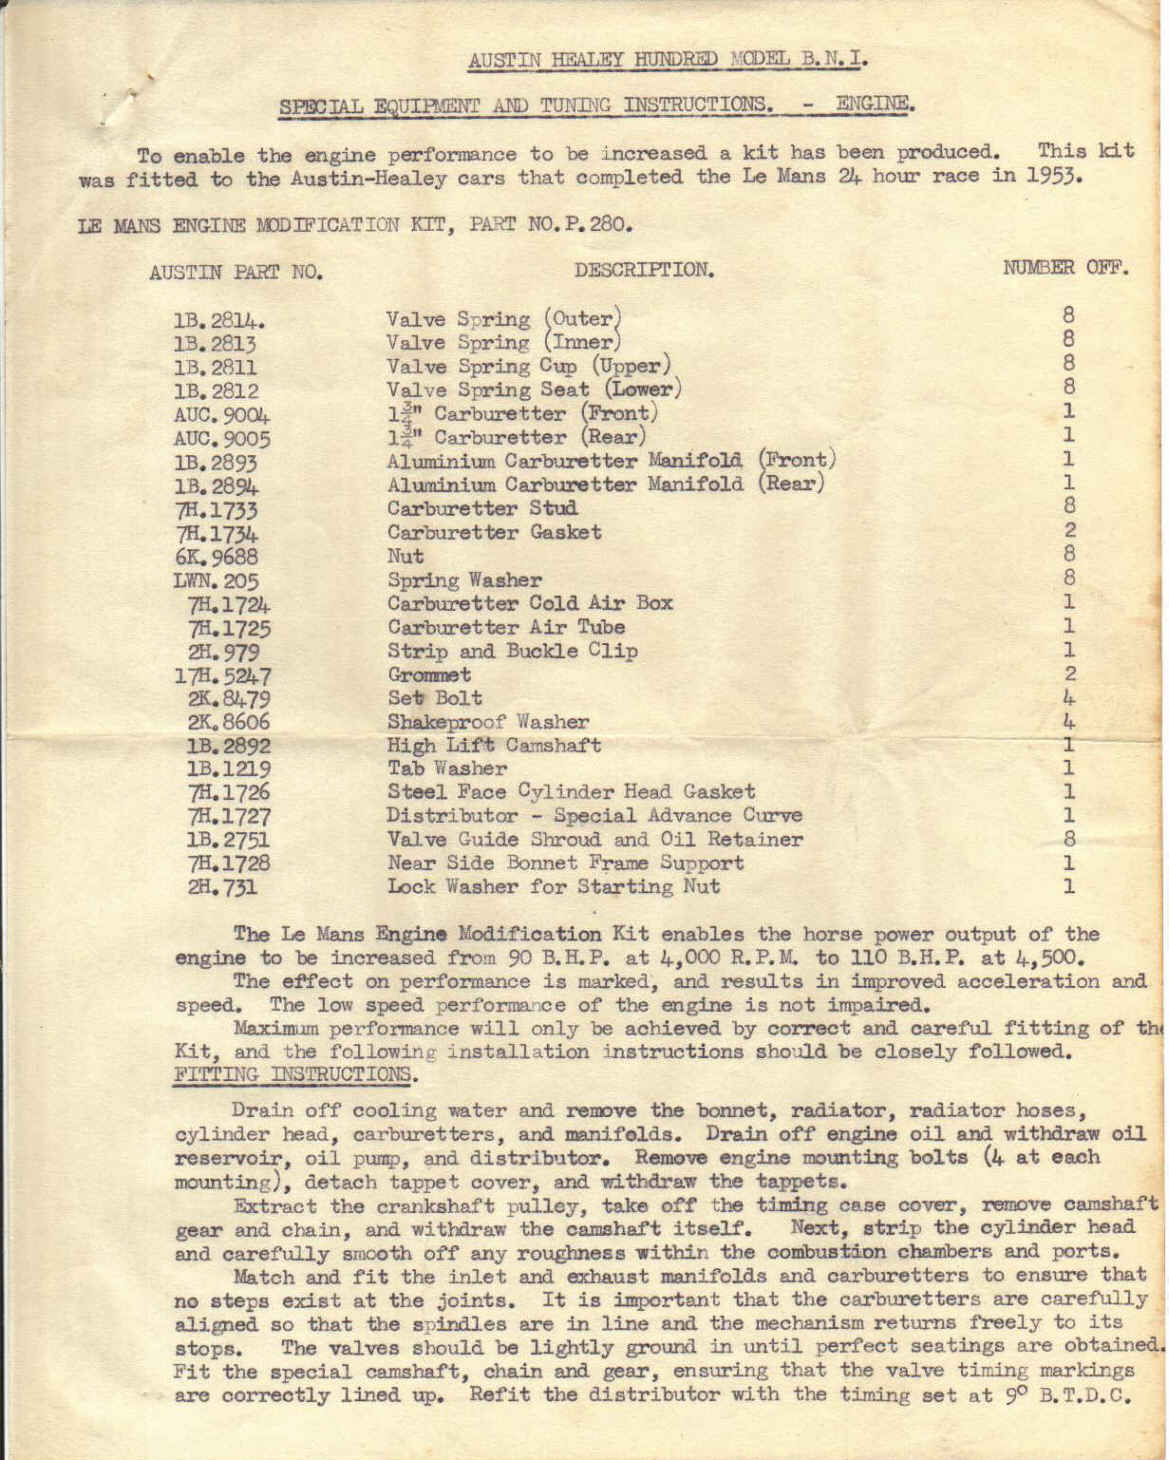 AUSTIN HEALEY HUNDRED MODEL B.N.I.
SPECIAL EQUIPMENT AND TUNING INSTRUCTIONS. - ENGINE.
To enable the engine performance to be increased a kit has been produced. This kit
was fitted to the Austin-Healey cars that completed the Le Mans 24 hour race in 1953.
LE MANS ENGINE MODIFICATION KIT, PART NO.P.280.
AUSTIN PART NO. DESCRIPTION. NUMBER OFF.
1B.2814. Valve Spring (Outer) 8
1B.2813 Valve Spring (Inner) 8
1B.2811 Valve Spring Cup (Upper) 8
1B.2812 Valve Spring Seat (Lower) 8
AUC.9004 1¾" Carburetter (Front) 1
AUC.9005 1¾" Carburetter (Rear) 1
1B.2893 Aluminium Carburetter Manifold (Front) 1
1B.2894 Aluminium Carburetter Manifold (Rear) 1
7H.1733 Carburetter Stud 8
7H.1734 Carburetter Gasket 2
6K.9688 Nut 8
LWN.205 Spring Washer 8
7H.1724 Carburetter Cold Air Box 1
7H.1725 Carburetter Air Tube 1
2H.979 Strip and Buckle Clip 1
17H.5247 Grommet 2
2K.8479 Set Bolt 4
2K.8606 Shakeproof Washer 4
1B.2892 High Lift Camshaft 1
1B.1219 Tab Washer 1
7H.1726 Steel Face Cylinder Head Gasket 1
7H.1727 Distributor - Special Advance Curve 1
1B.2751 Valve Guide Shroud and Oil Retainer 8
7H.1728 Near Side Bonnet Frame Support 1
2H.731 Lock Washer for Starting Nut 1
The Le Mans Engine Modification Kit enables the horse power output of the
engine to be increased from 90 B.H.P. at 4,000 R.P.M. to 110 B.H.P. at 4,500.
The effect on performance is marked, and results in improved acceleration and
speed. The low speed performance of the engine is not impaired.
Maximum performance will only be achieved by correct and careful fitting of the
Kit, and the following installation instructions should be closely followed.
FITTING INSTRUCTIONS.
Drain off cooling water and remove the bonnet, radiator, radiator hoses,
cylinder head, carburetters, and manifolds. Drain off engine oil and withdraw oil
reservoir, oil pump, and distributor. Remove engine mounting bolts (4 at each
mounting), detach tappet cover, and withdraw the tappets.
Extract the crankshaft pulley, take off the timing case cover, remove camshaft
gear and chain, and withdraw the camshaft itself. Next, strip the cylinder head
and carefully smooth off any roughness within the combustion chambers and ports.
Match and fit the inlet and exhaust manifolds and carburetters to ensure that
no steps exist at the joints. It is important that the carburetters are carefully
aligned so that the spindles are in line and the mechanism returns freely to its
stops. The valves should be lightly ground in until perfect seatings are obtained.
Fit the special camshaft, chain and gear, ensuring that the valve timing markings
are correctly lined up. Refit the distributor with the timing set at 9° B.T.D.C.